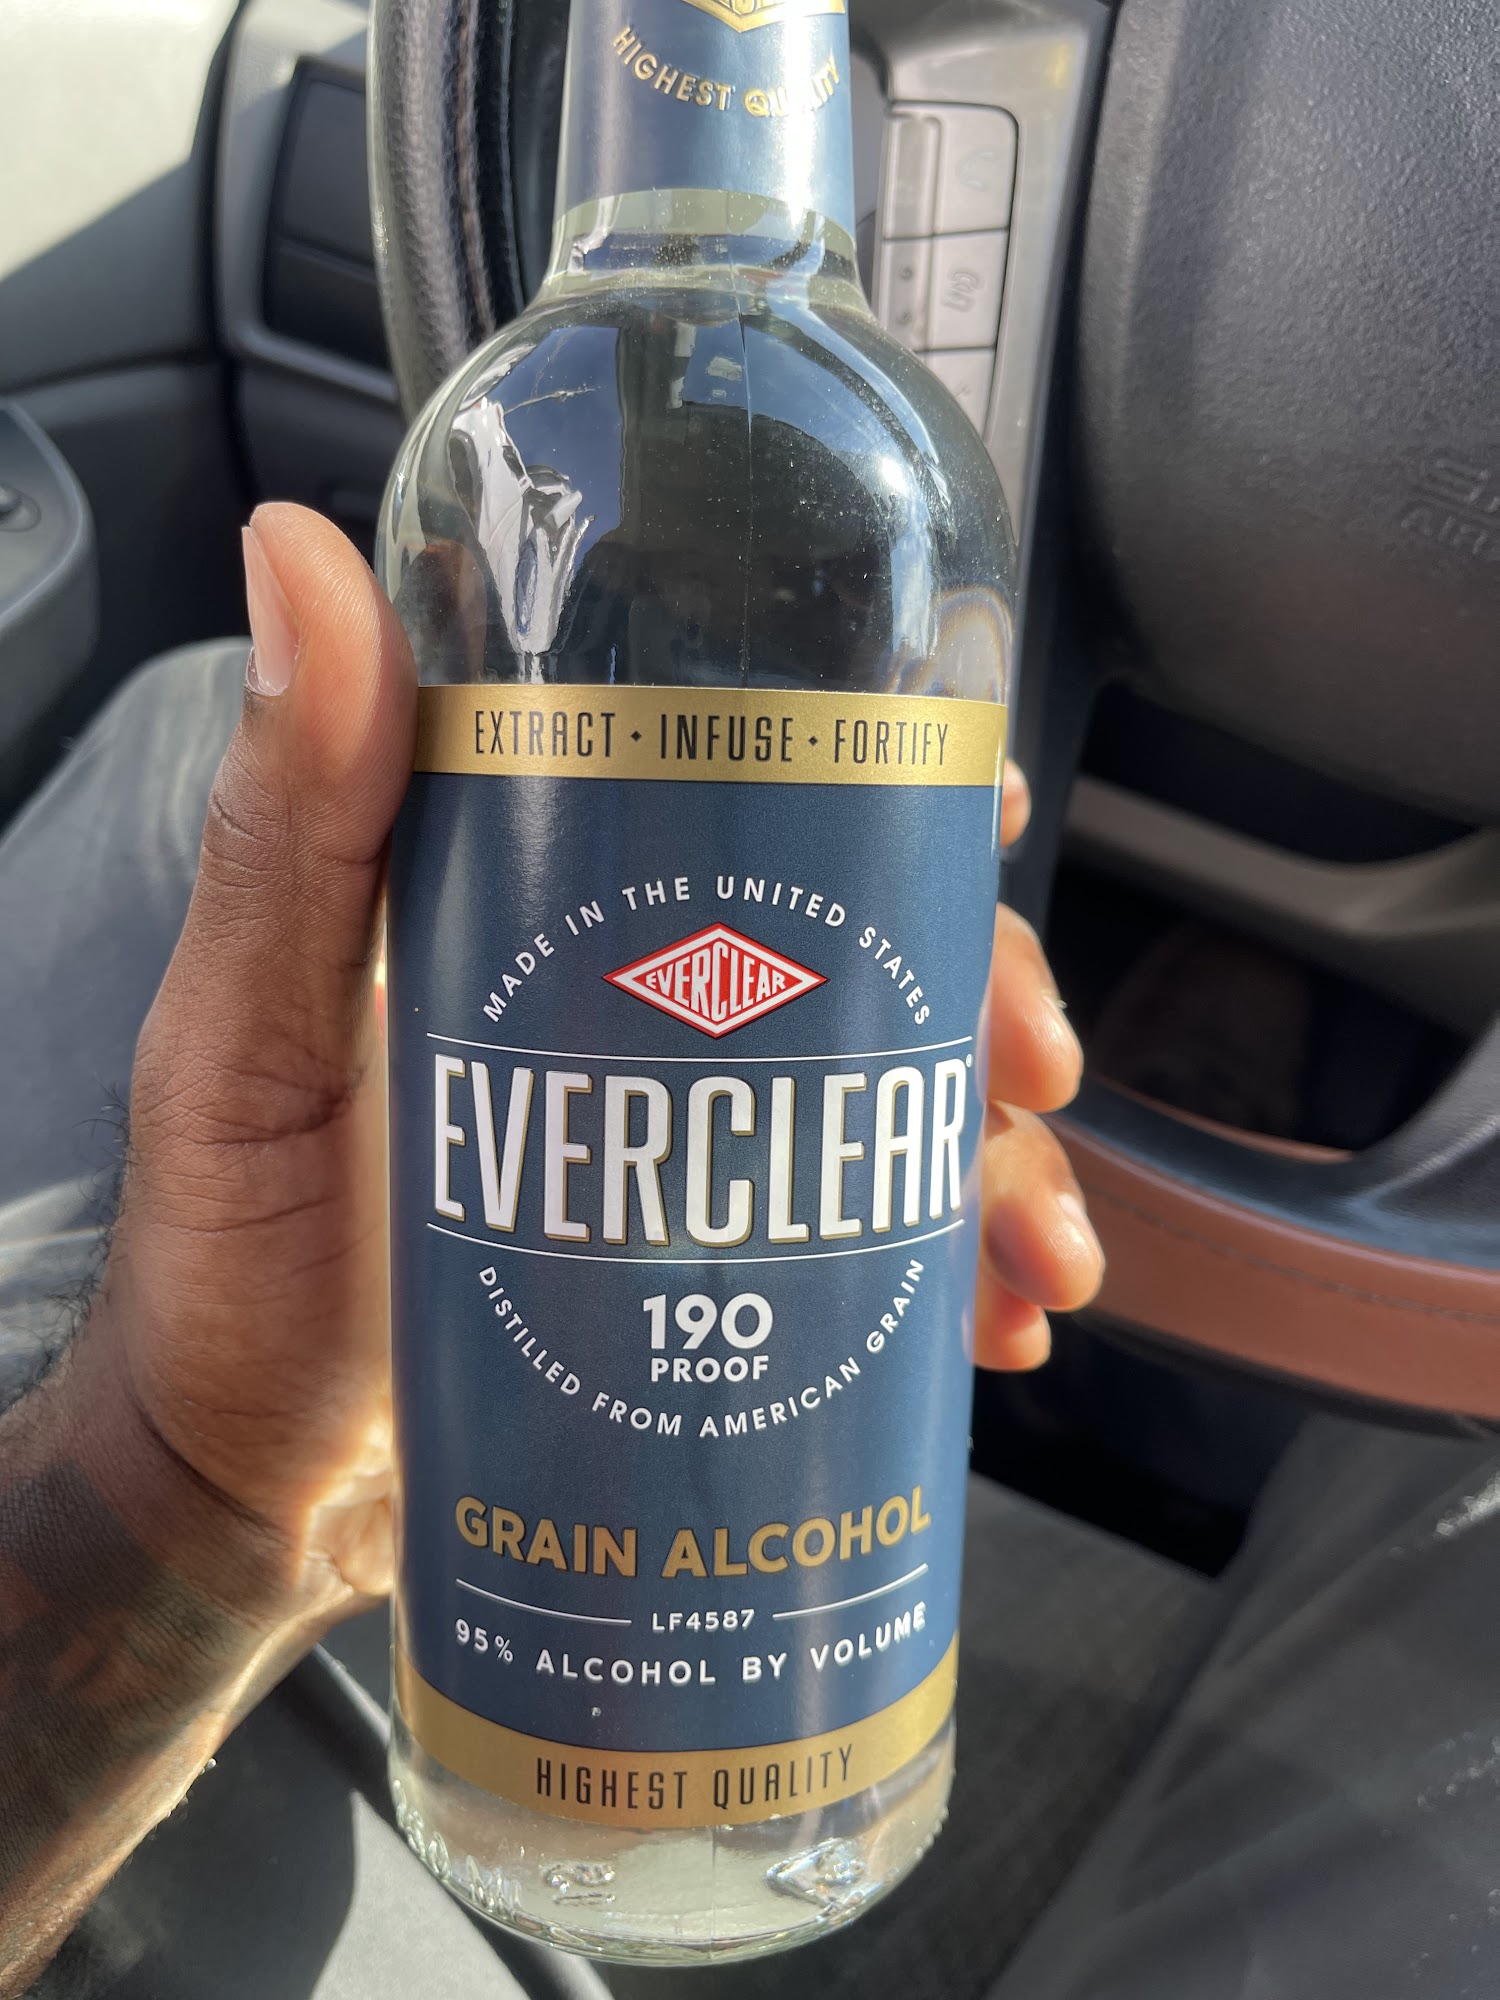 HIGHEST QUALITY
EXTRACT • INFUSE • FORTIFY
MADE IN THE UNITED STATES
EVERCLEAR
EVERCLEAR®
190
PROOF
DISTILLED FROM AMERICAN GRAIN
GRAIN ALCOHOL
LF4587
95% ALCOHOL BY VOLUME
HIGHEST QUALITY